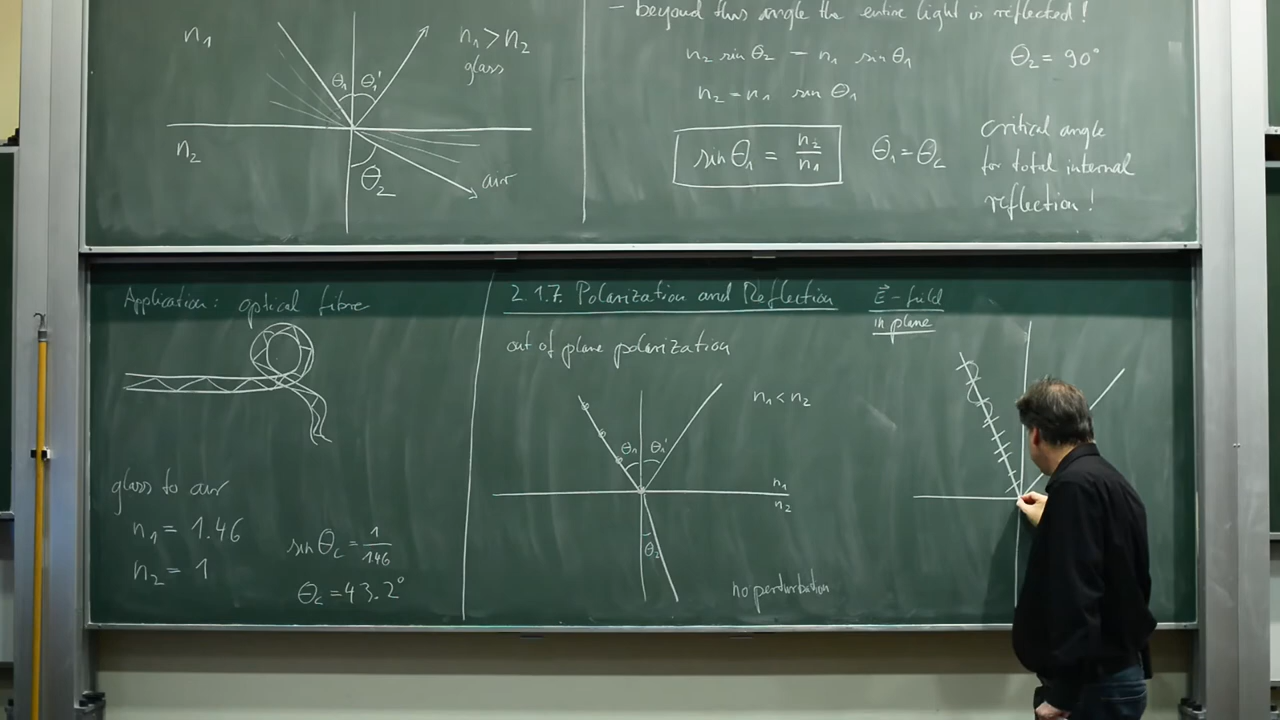 n₁
θ₁ θ₁'
n₁ > n₂
glass
n₂
θ₂
air
- beyond this angle the entire light is reflected!
n₂ sin θ₂ = n₁ sin θ₁
θ₂ = 90°
n₂ = n₁ sin θ₁
sin θ₁ = n₂/n₁
θ₁ = θc
critical angle
for total internal
reflection!
Application: optical fibre
glass to air
n₁ = 1.46
n₂ = 1
sin θc = 1/1.46
θc = 43.2°
2.1.7. Polarization and Reflection
out of plane polarization
n₁ < n₂
θ₁ θ₁'
n₁
n₂
θ₂
no perturbation
E⃗-field
in plane